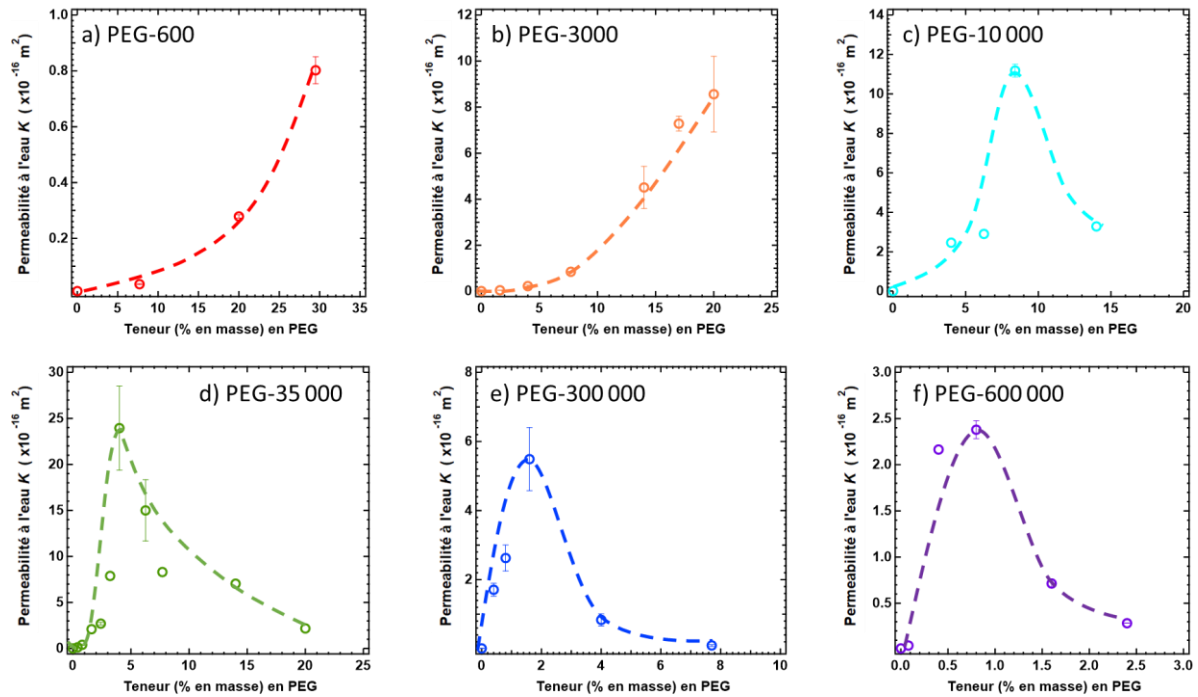 a) PEG-600
Permeabilité à l'eau K ( x10 -16 m 2 )
1.0
0.8
0.6
0.4
0.2
0
0 5 10 15 20 25 30 35
Teneur (% en masse) en PEG
b) PEG-3000
Permeabilité à l'eau K ( x10 -16 m 2 )
12
10
8
6
4
2
0
0 5 10 15 20 25
Teneur (% en masse) en PEG
c) PEG-10 000
Permeabilité à l'eau K ( x10 -16 m 2 )
14
12
10
8
6
4
2
0
0 5 10 15 20
Teneur (% en masse) en PEG
d) PEG-35 000
Permeabilité à l'eau K ( x10 -16 m 2 )
30
25
20
15
10
5
0
0 5 10 15 20 25
Teneur (% en masse) en PEG
e) PEG-300 000
Permeabilité à l'eau K ( x10 -16 m 2 )
8
6
4
2
0 2 4 6 8 10
Teneur (% en masse) en PEG
f) PEG-600 000
Permeabilité à l'eau K ( x10 -16 m 2 )
3.0
2.5
2.0
1.5
1.0
0.5
0.0 0.5 1.0 1.5 2.0 2.5 3.0
Teneur (% en masse) en PEG